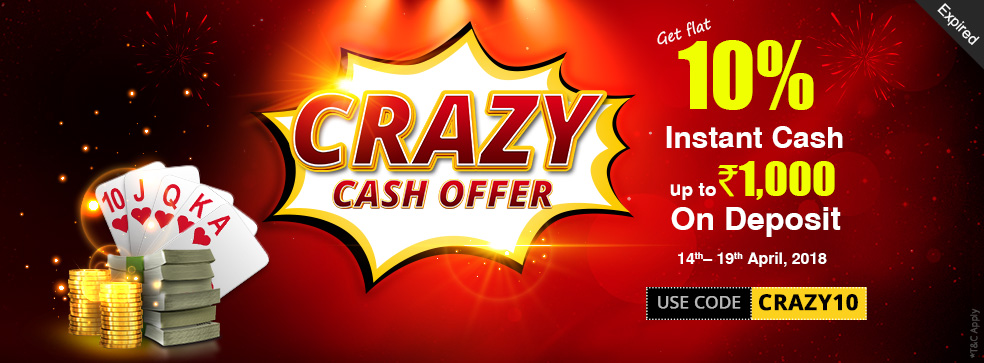 Expired
CRAZY
CASH OFFER
Get flat
10%
Instant Cash
up to ₹1,000
On Deposit
14th– 19th April, 2018
USE CODE CRAZY10
10 J Q K A
*T&C Apply